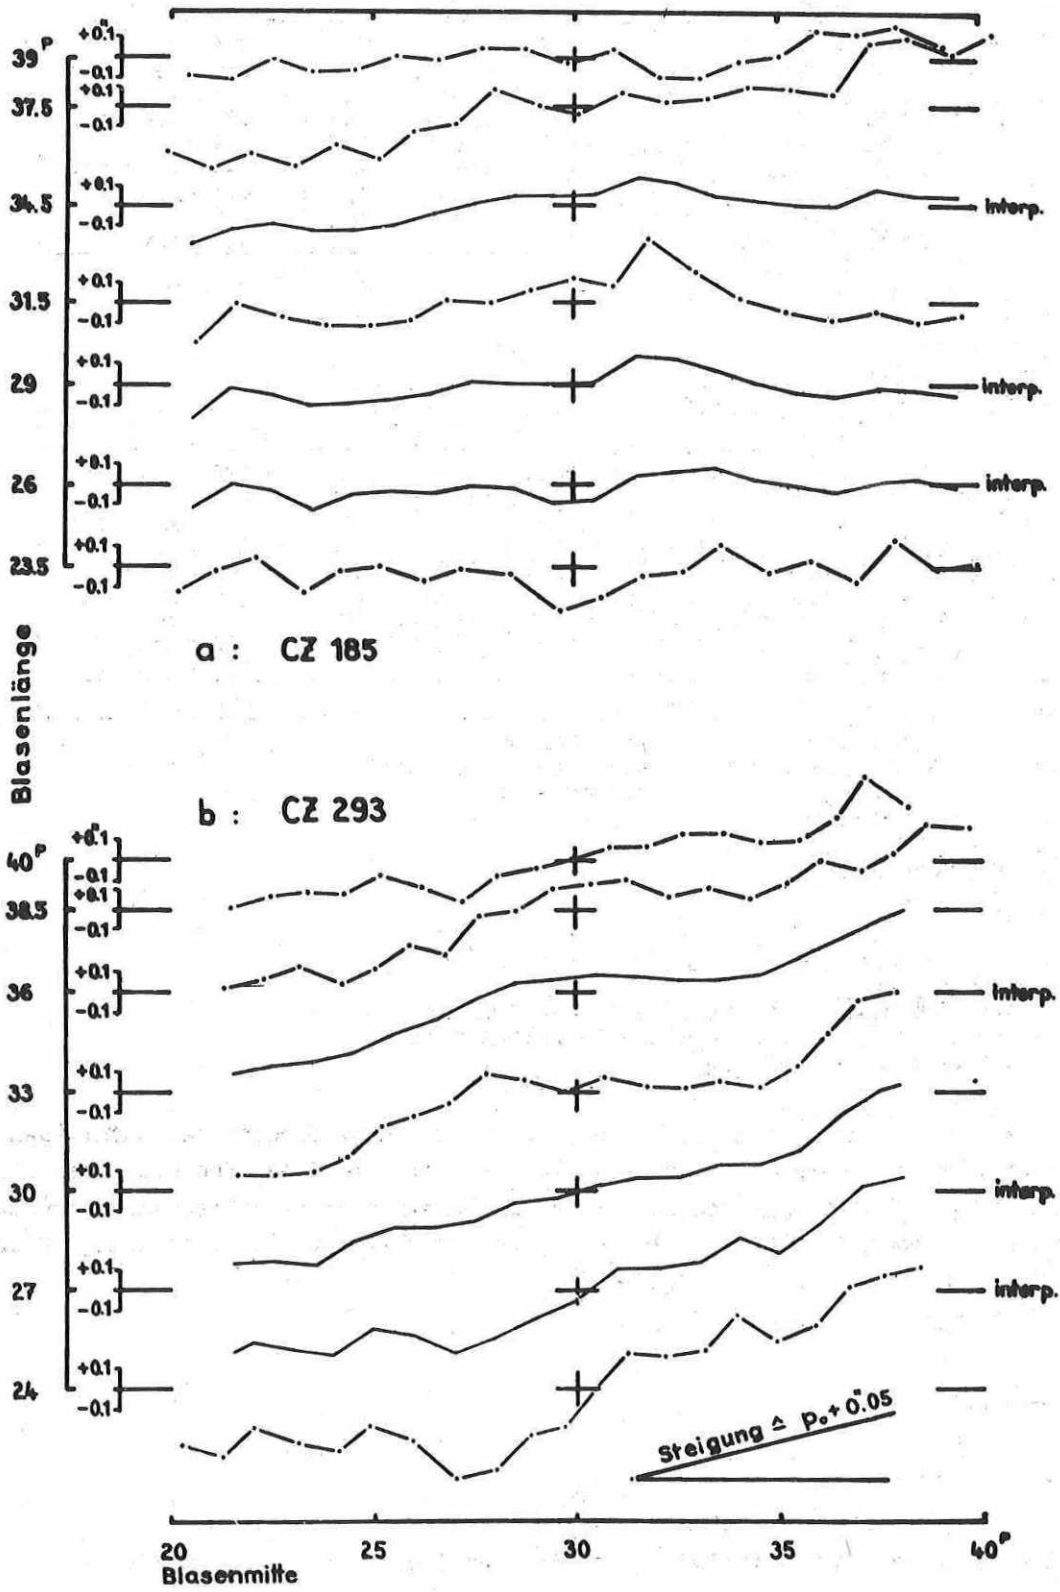 +0".1
39ᵖ
-0.1
+0.1
37.5
-0.1
+0.1
34.5
-0.1
Interp.
+0.1
31.5
-0.1
+0.1
29
-0.1
interp.
+0.1
26
-0.1
interp.
+0.1
23.5
-0.1
a : CZ 185
Blasenlänge
b : CZ 293
+0".1
40ᵖ
-0.1
+0.1
38.5
-0.1
+0.1
36
-0.1
Interp.
+0.1
33
-0.1
+0.1
30
-0.1
interp.
+0.1
27
-0.1
interp.
+0.1
24
-0.1
Steigung ≙ p₀ + 0".05
20 25 30 35 40ᵖ
Blasenmitte